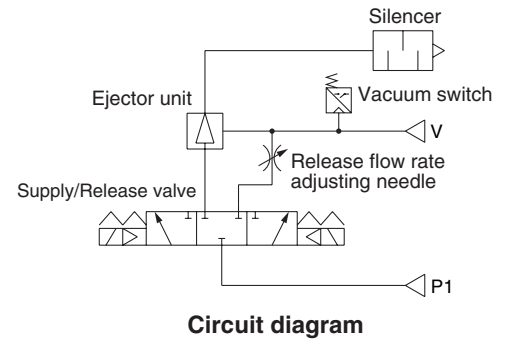 Silencer
Ejector unit
Vacuum switch
V
Release flow rate
adjusting needle
Supply/Release valve
P1
Circuit diagram